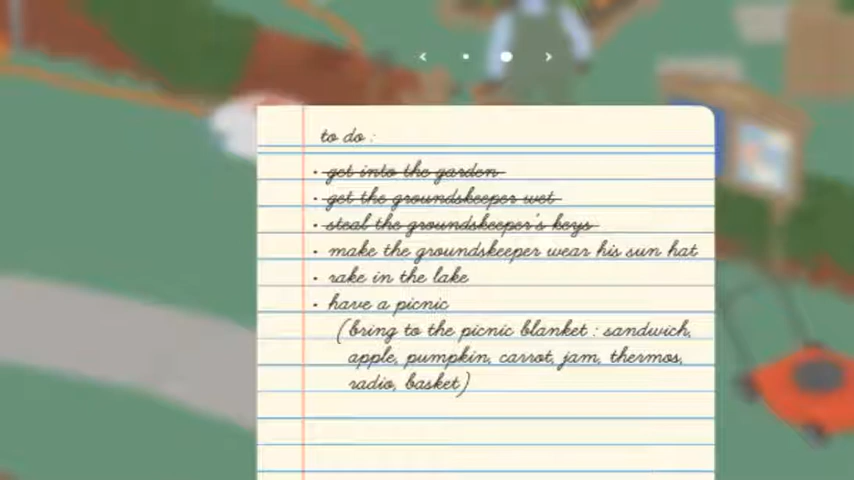 to do :
• get into the garden
• get the groundskeeper wet
• steal the groundskeeper's keys
• make the groundskeeper wear his sun hat
• rake in the lake
• have a picnic
(bring to the picnic blanket : sandwich,
apple, pumpkin, carrot, jam, thermos,
radio, basket)